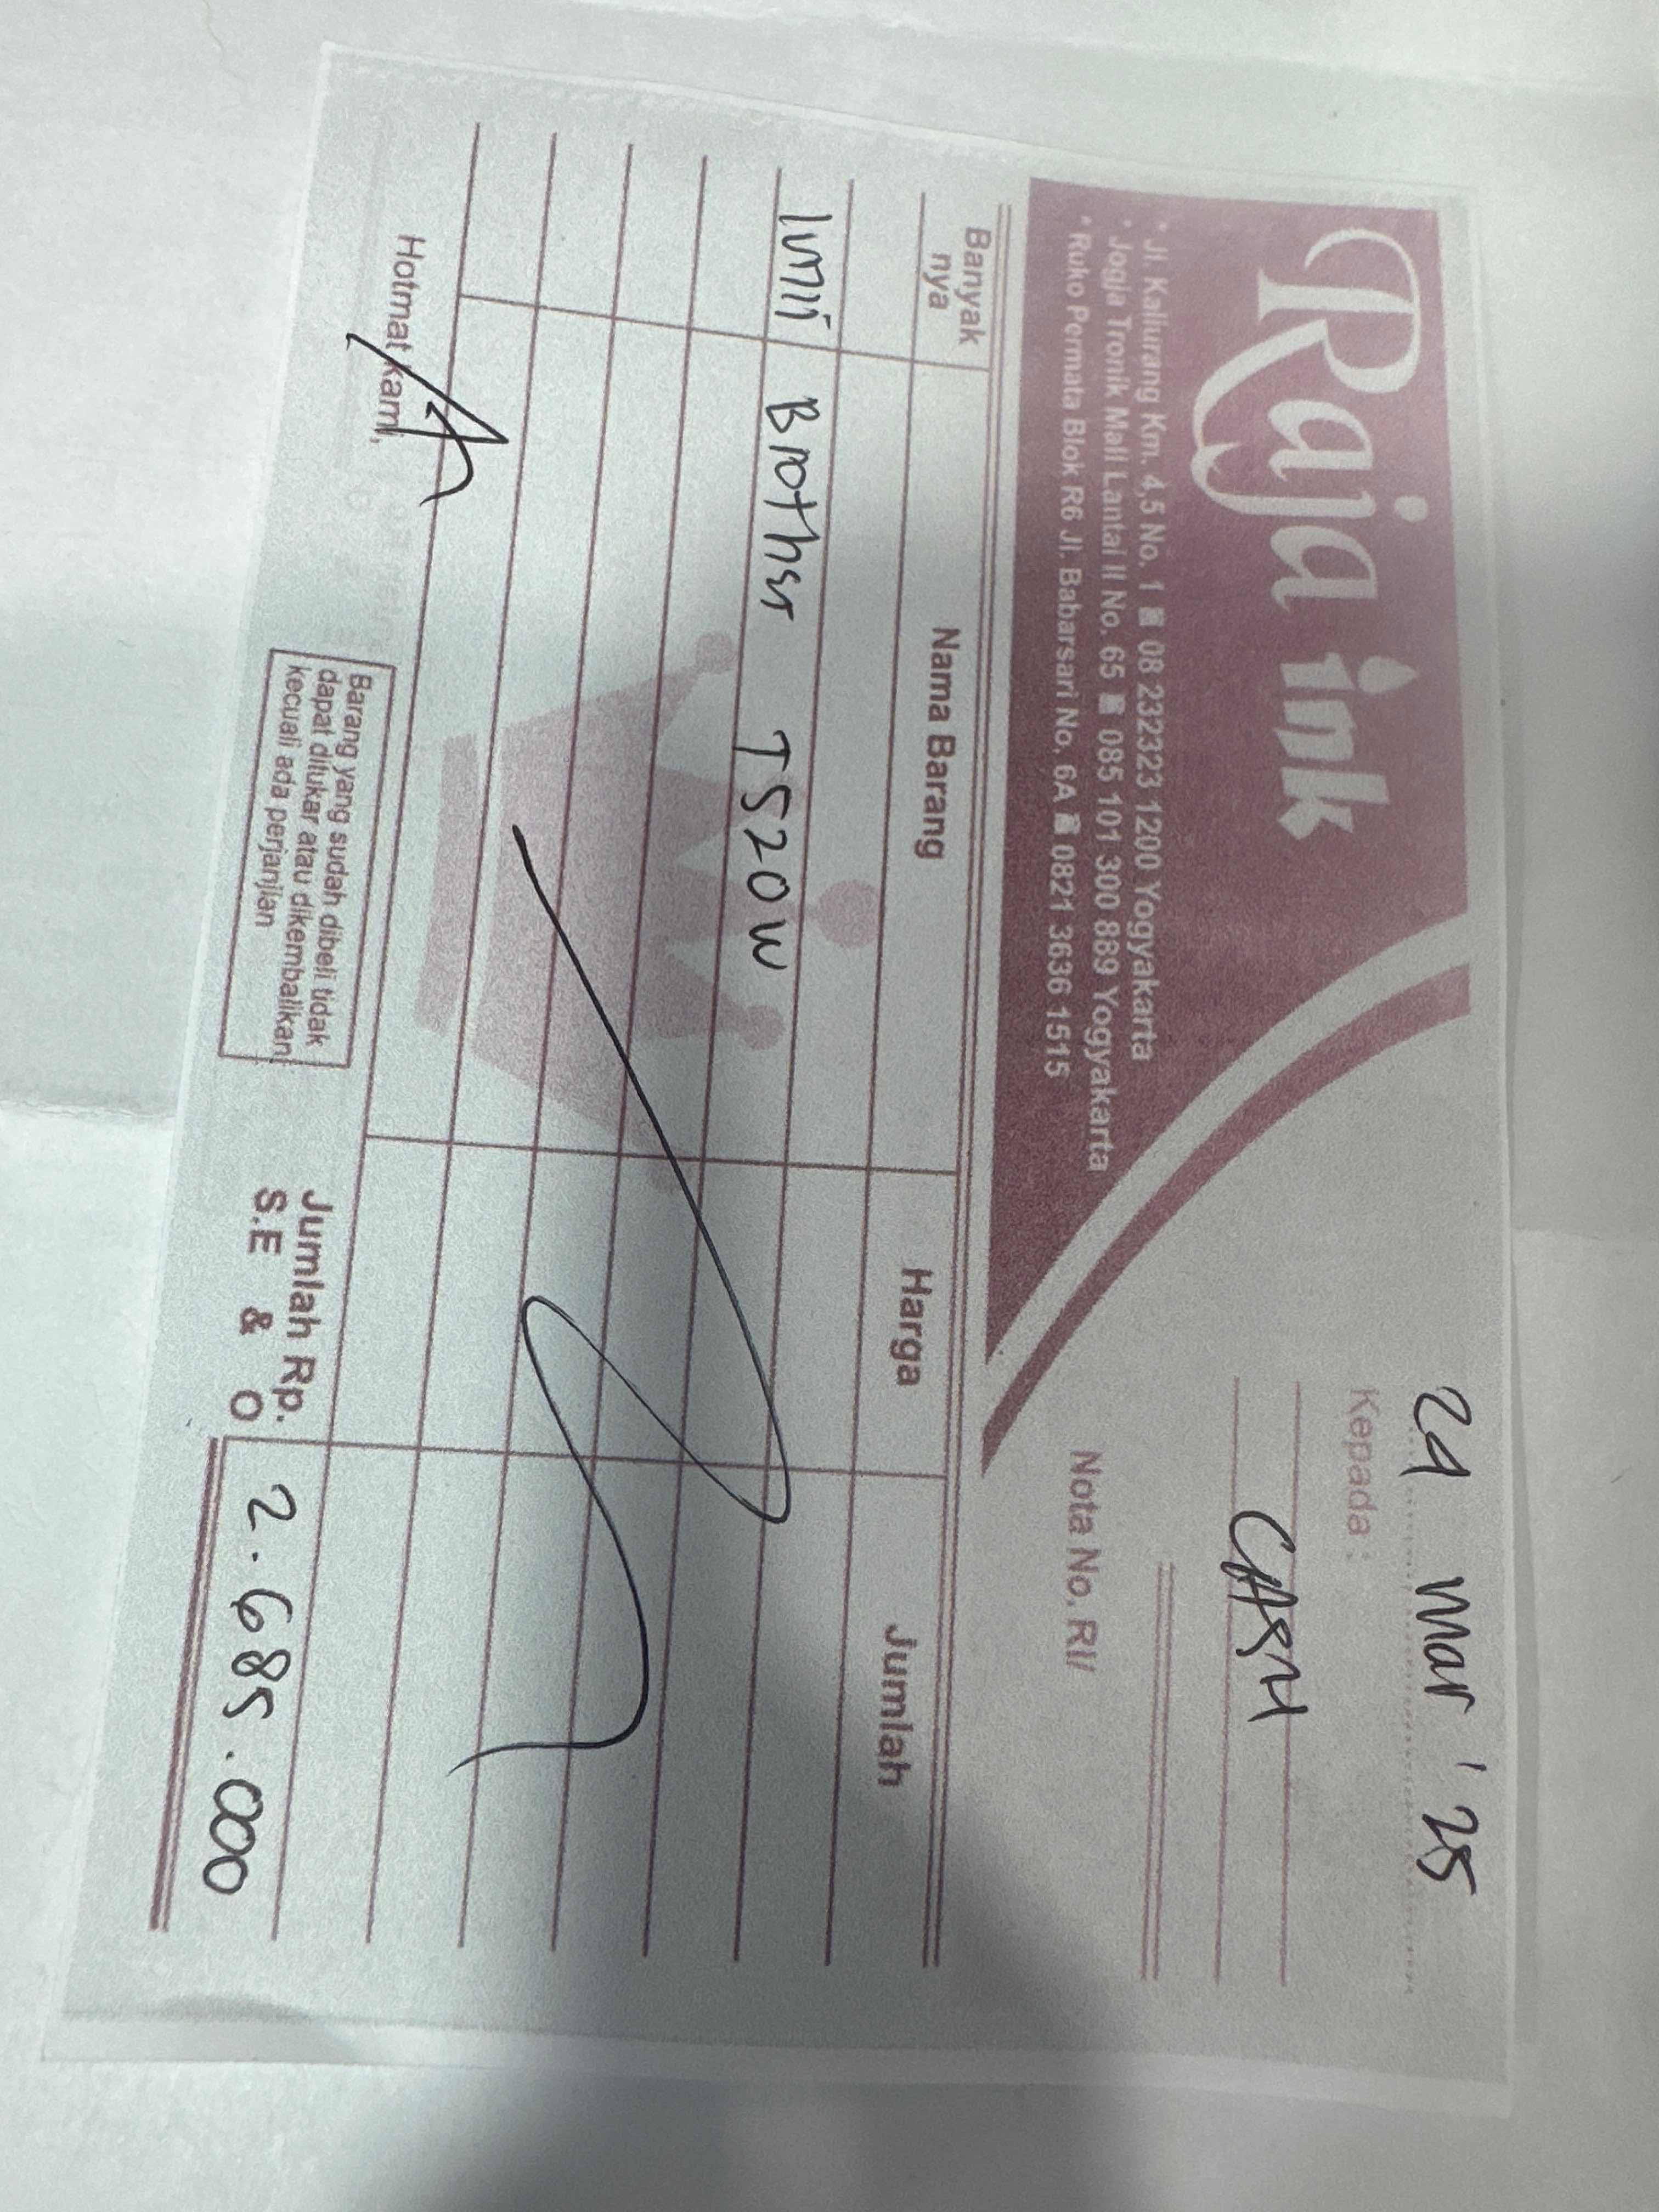 Raja ink
* Jl. Kaliurang Km. 4,5 No. 1 08 232323 1200 Yogyakarta
* Jogja Tronik Mall Lantai II No. 65 085 101 300 889 Yogyakarta
* Ruko Permata Blok R6 Jl. Babarsari No. 6A 0821 3636 1515
24 Mar '25
Kepada :
CASH
Nota No. RI/
Banyak nya Nama Barang Harga Jumlah
1 unit Brother T520W
Hotmat kami,
Barang yang sudah dibeli tidak
dapat ditukar atau dikembalikan
kecuali ada perjanjian
Jumlah Rp. 2.685.000
S.E & O